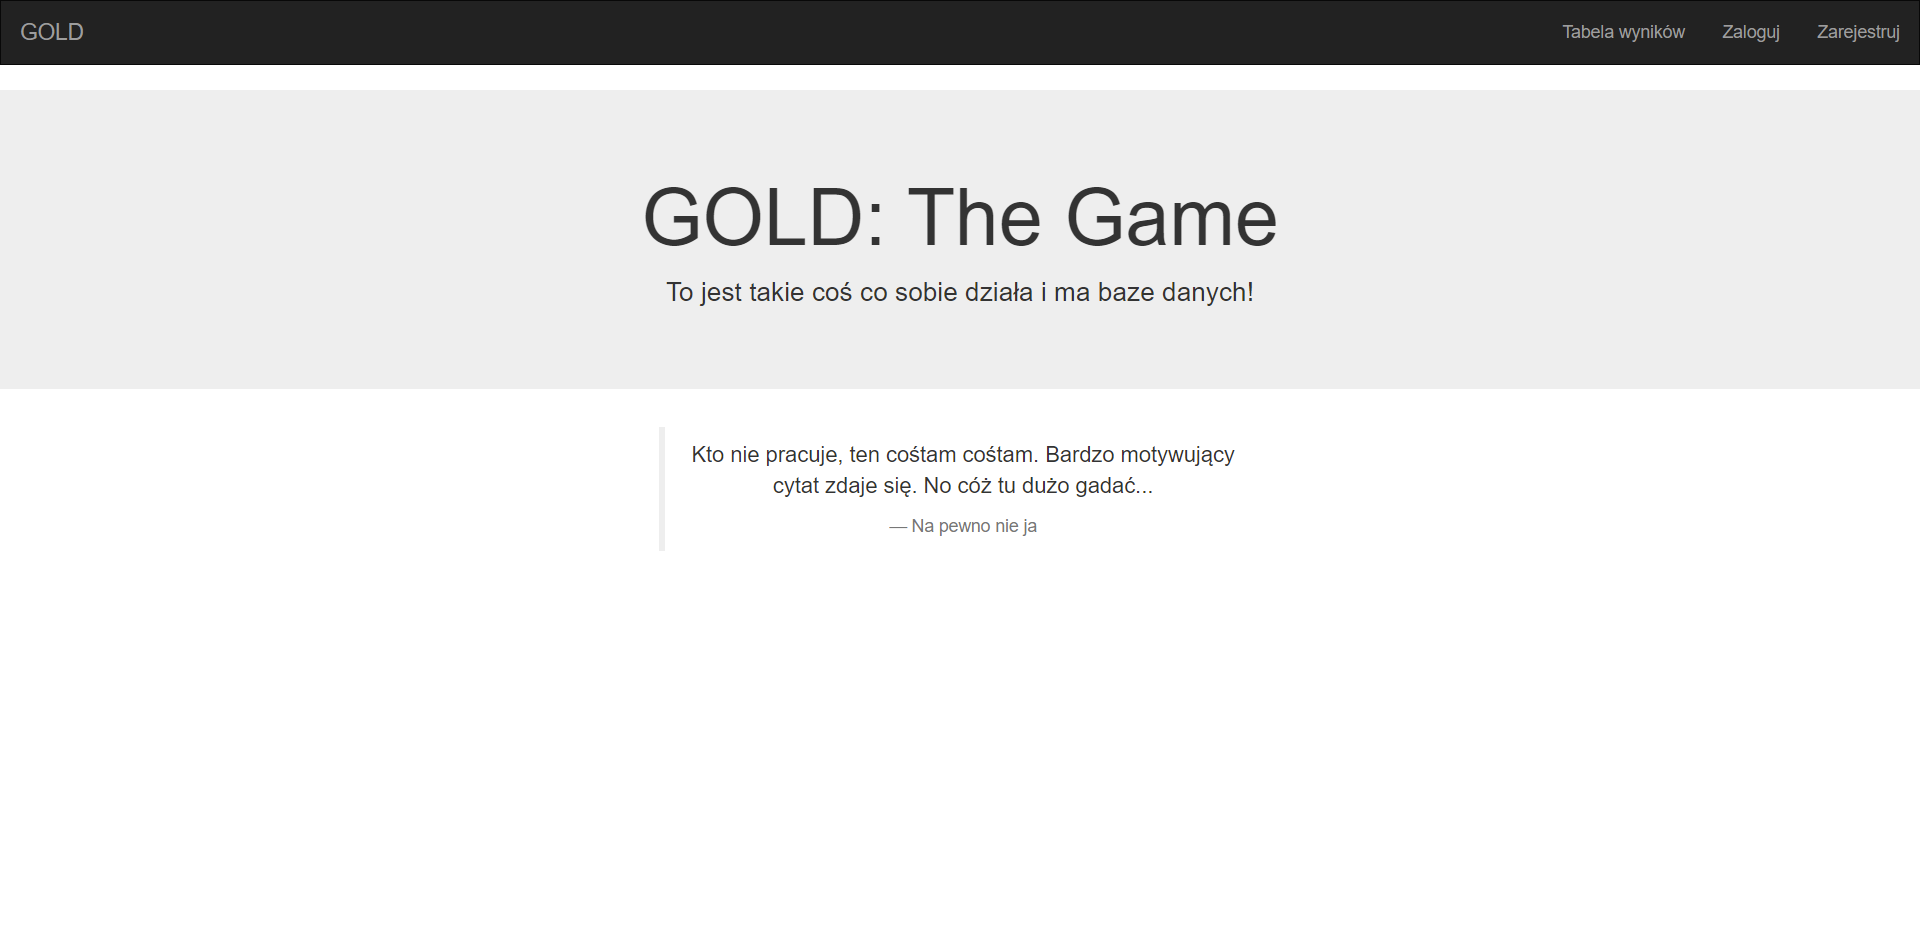 GOLD
Tabela wyników
Zaloguj
Zarejestruj
GOLD: The Game
To jest takie coś co sobie działa i ma baze danych!
Kto nie pracuje, ten cośtam cośtam. Bardzo motywujący
cytat zdaje się. No cóż tu dużo gadać...
— Na pewno nie ja